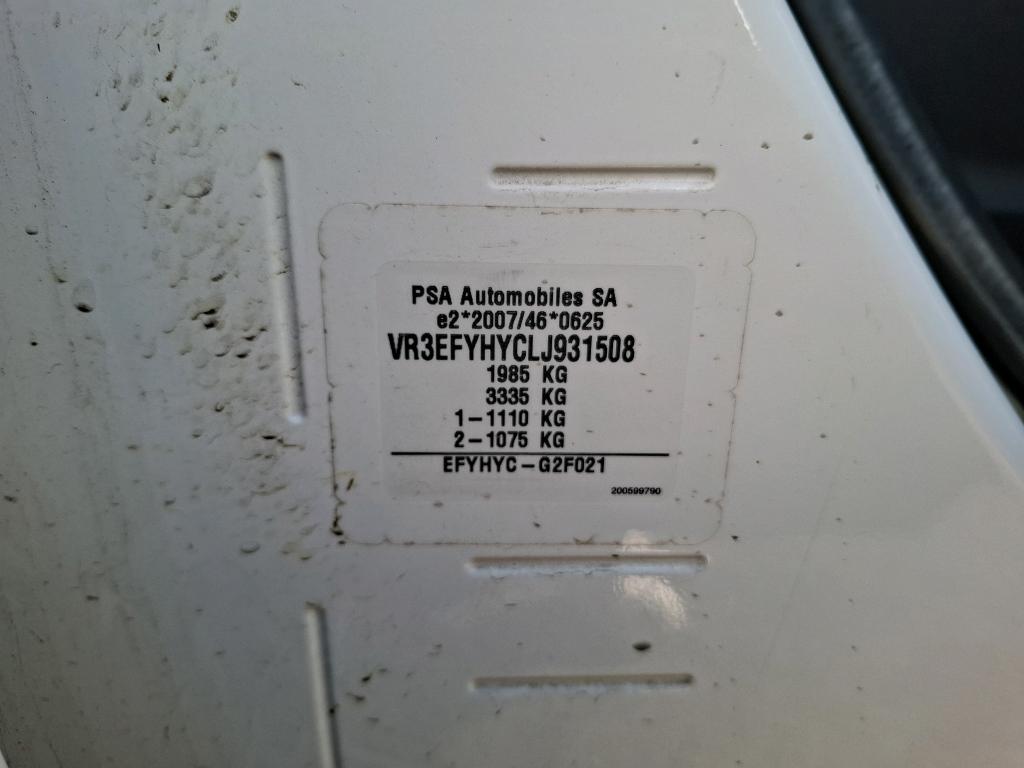 PSA Automobiles SA
e2*2007/46*0625
VR3EFYHYCLJ931508
1985 KG
3335 KG
1-1110 KG
2-1075 KG
EFYHYC-G2F021
200599790